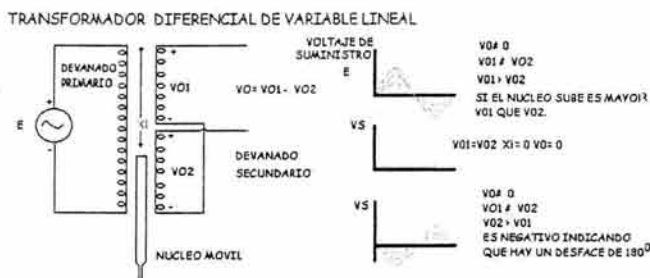 TRANSFORMADOR DIFERENCIAL DE VARIABLE LINEAL
DEVANADO
PRIMARIO
E
+
-
Xi
+
VO1
-
+
VO2
-
VO= VO1- VO2
DEVANADO
SECUNDARIO
NUCLEO MOVIL
VOLTAJE DE
SUMINISTRO
E
VO≠ 0
VO1 ≠ VO2
VO1> VO2
SI EL NUCLEO SUBE ES MAYOR
VO1 QUE VO2.
VS
VO1=VO2 Xi= 0 VO= 0
VS
VO≠ 0
VO1 ≠ VO2
VO2> VO1
ES NEGATIVO INDICANDO
QUE HAY UN DESFACE DE 180⁰